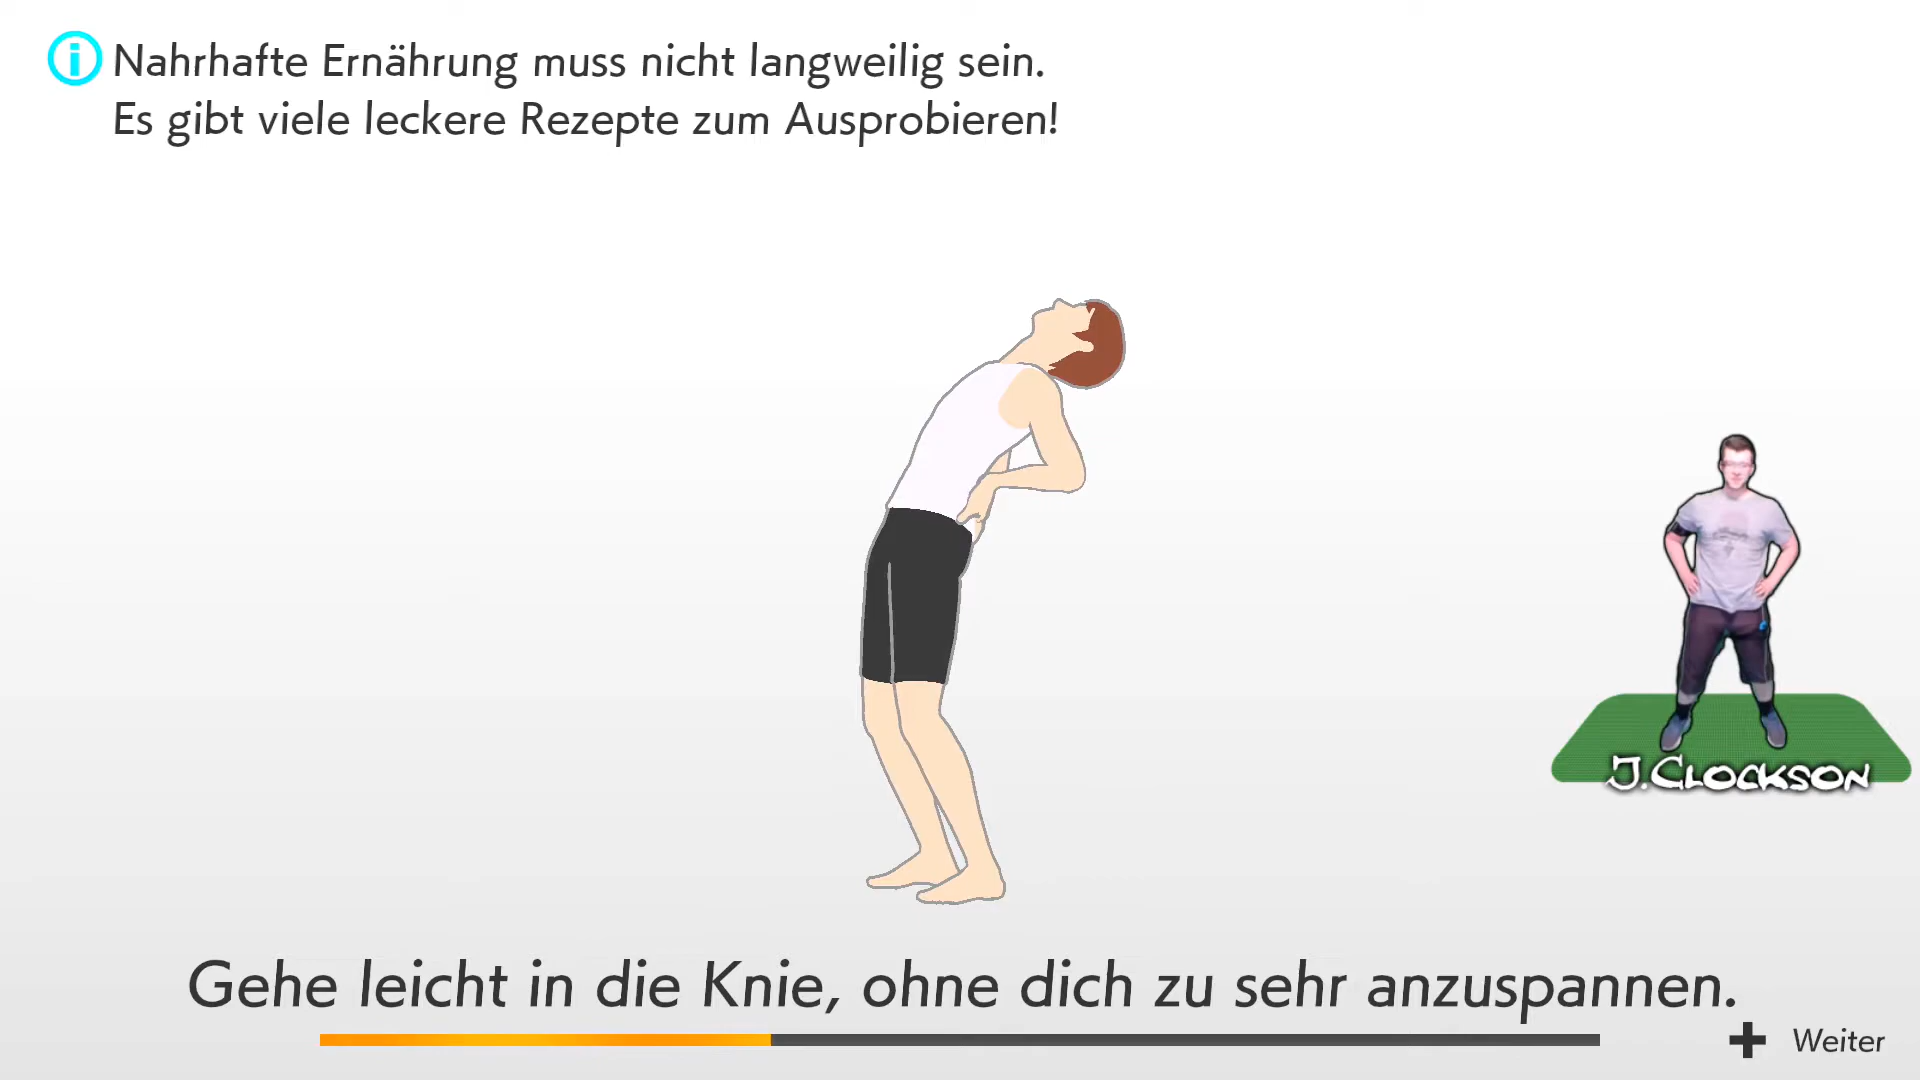 Nahrhafte Ernährung muss nicht langweilig sein.
Es gibt viele leckere Rezepte zum Ausprobieren!
J.Clockson
Gehe leicht in die Knie, ohne dich zu sehr anzuspannen.
Weiter